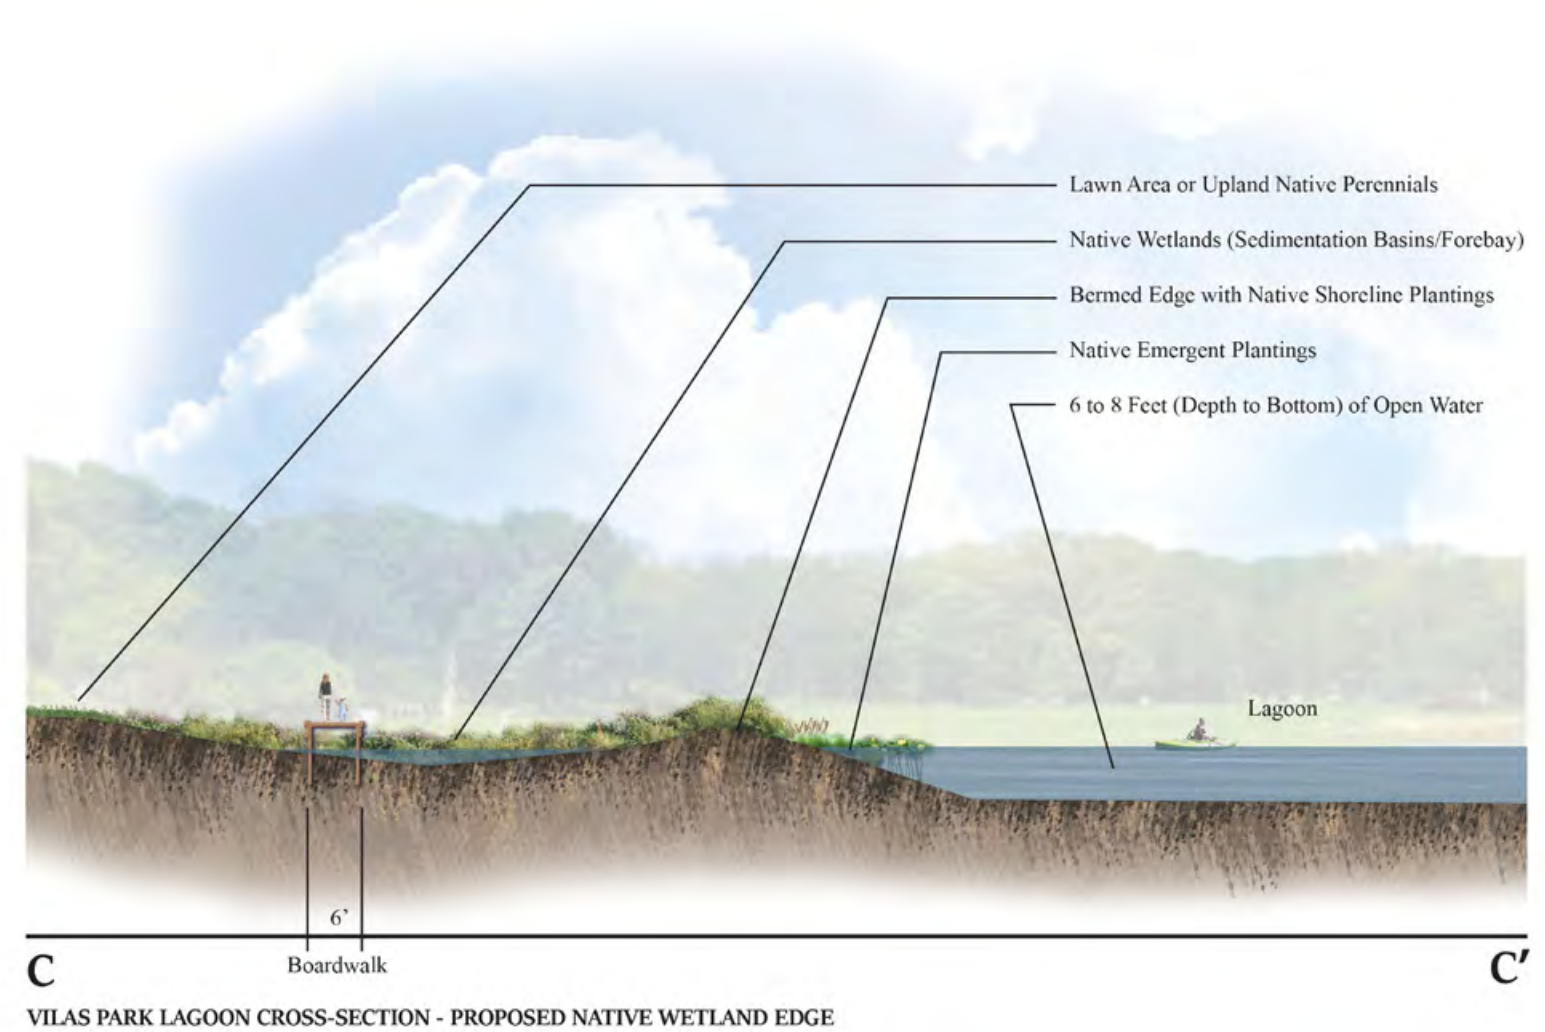 Lawn Area or Upland Native Perennials
Native Wetlands (Sedimentation Basins/Forebay)
Bermed Edge with Native Shoreline Plantings
Native Emergent Plantings
6 to 8 Feet (Depth to Bottom) of Open Water
Lagoon
6’
Boardwalk
C
C’
VILAS PARK LAGOON CROSS-SECTION - PROPOSED NATIVE WETLAND EDGE